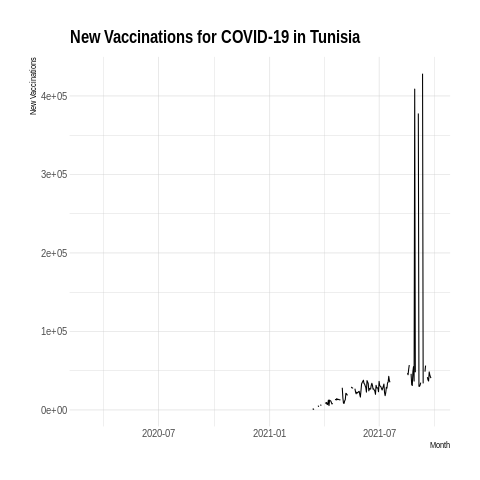 New Vaccinations for COVID-19 in Tunisia
New Vaccinations
4e+05
3e+05
2e+05
1e+05
0e+00
2020-07
2021-01
2021-07
Month